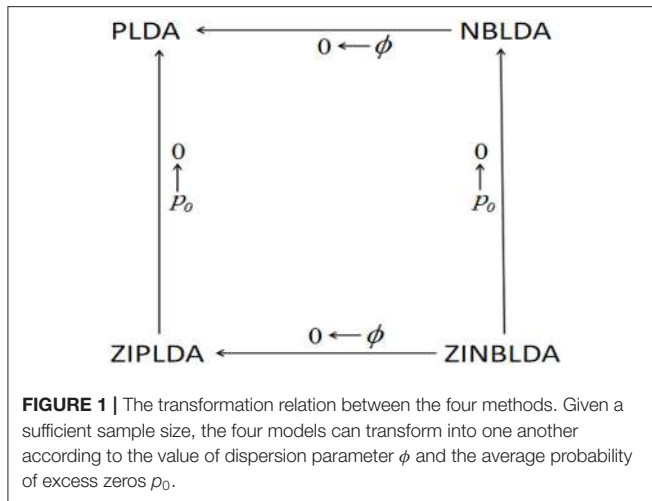 PLDA NBLDA
0 ← ϕ
0 0
↑ ↑
p₀ p₀
0 ← ϕ
ZIPLDA ZINBLDA
FIGURE 1 | The transformation relation between the four methods. Given a
sufficient sample size, the four models can transform into one another
according to the value of dispersion parameter ϕ and the average probability
of excess zeros p₀.